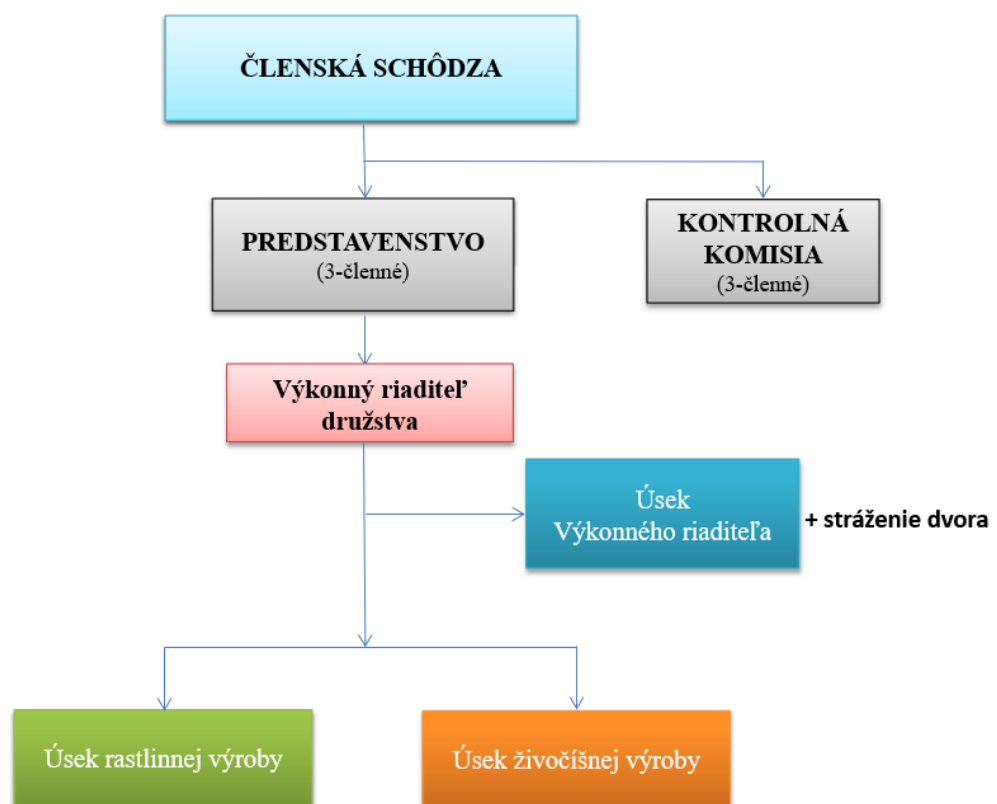 ČLENSKÁ SCHÔDZA
PREDSTAVENSTVO
(3-členné)
KONTROLNÁ
KOMISIA
(3-členné)
Výkonný riaditeľ
družstva
Úsek
Výkonného riaditeľa
+ stráženie dvora
Úsek rastlinnej výroby
Úsek živočíšnej výroby